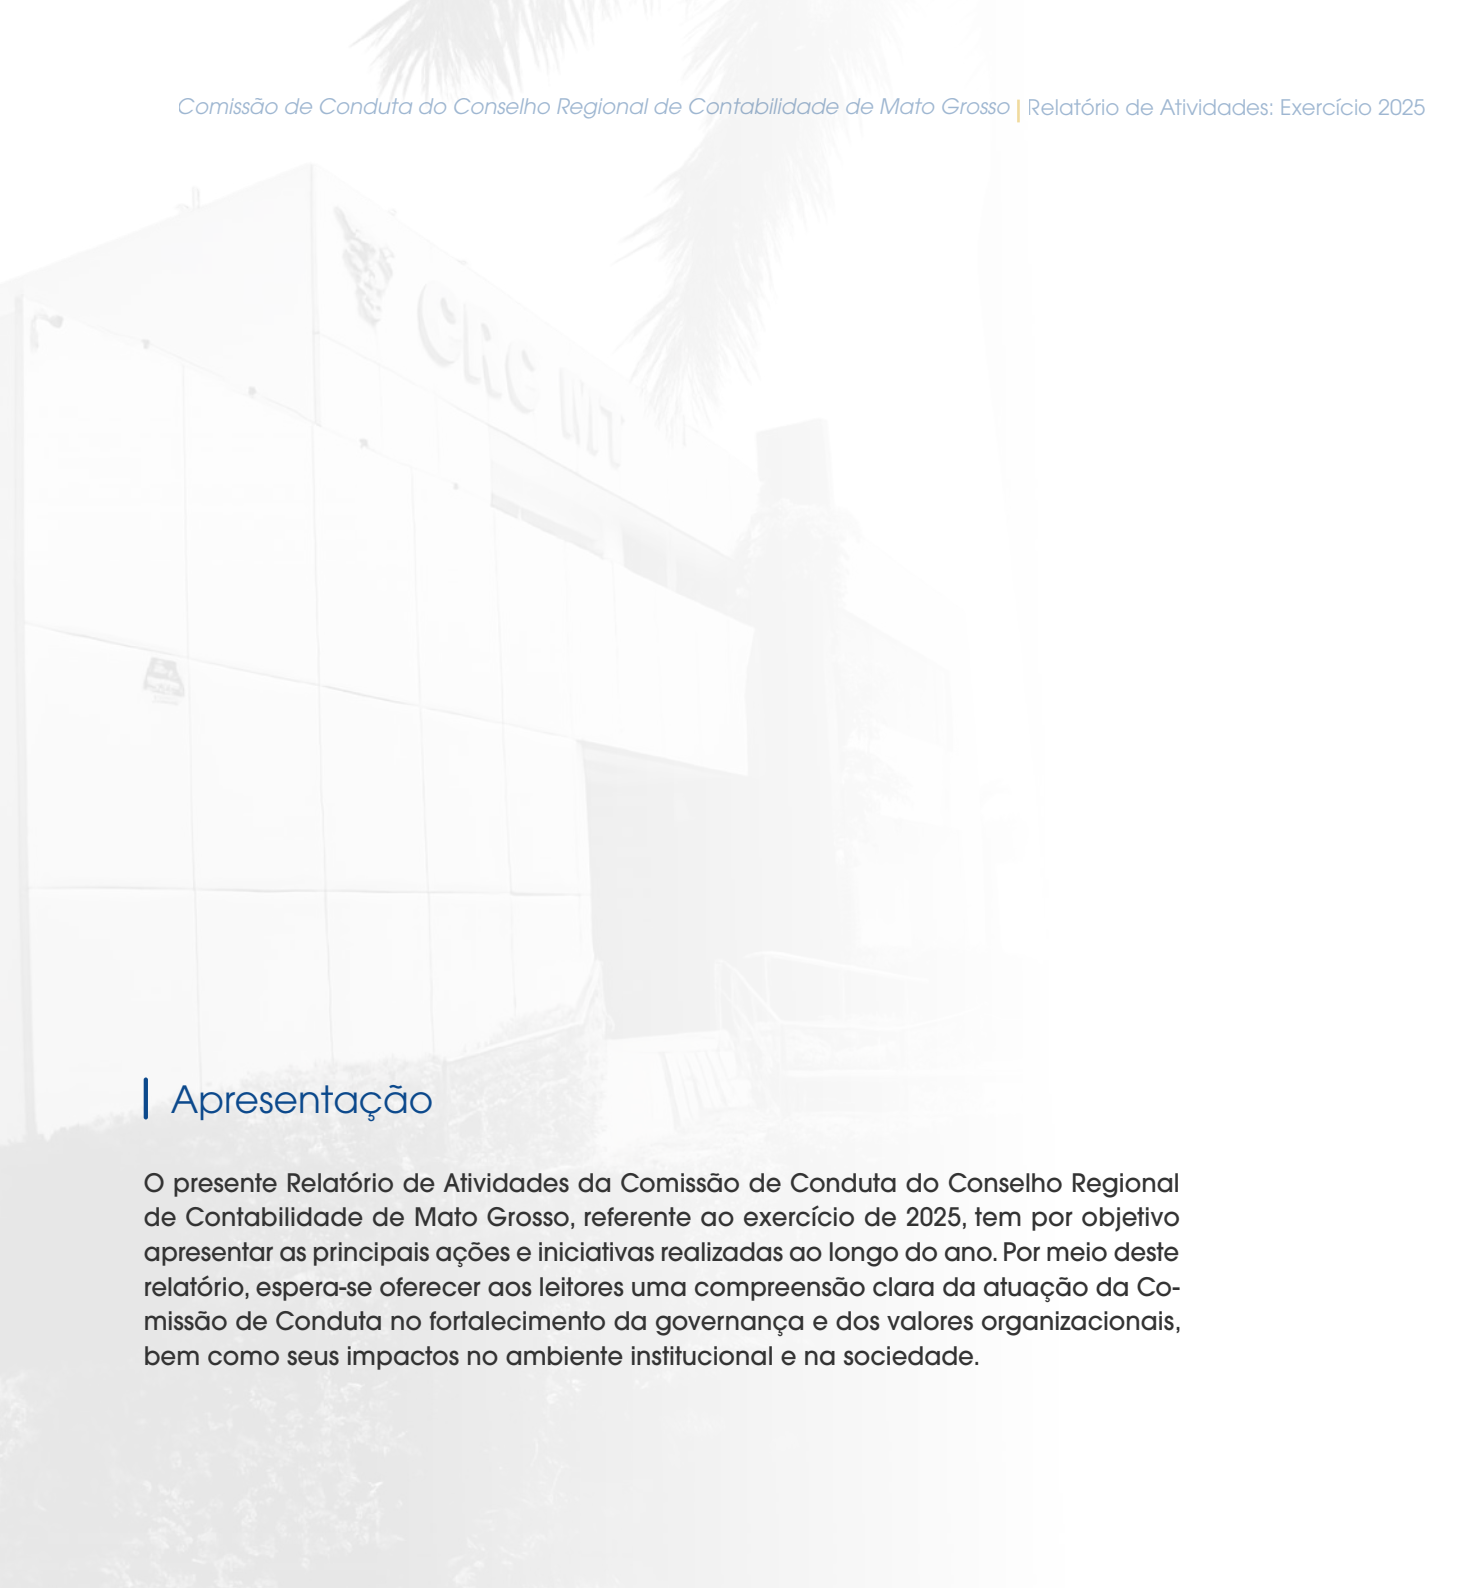 Comissão de Conduta do Conselho Regional de Contabilidade de Mato Grosso | Relatório de Atividades: Exercício 2025
CRC MT
Apresentação
O presente Relatório de Atividades da Comissão de Conduta do Conselho Regional
de Contabilidade de Mato Grosso, referente ao exercício de 2025, tem por objetivo
apresentar as principais ações e iniciativas realizadas ao longo do ano. Por meio deste
relatório, espera-se oferecer aos leitores uma compreensão clara da atuação da Co-
missão de Conduta no fortalecimento da governança e dos valores organizacionais,
bem como seus impactos no ambiente institucional e na sociedade.